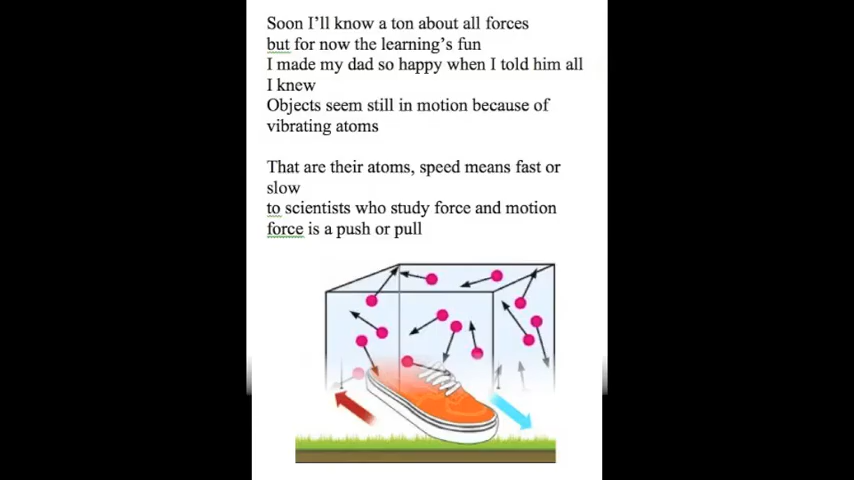 Soon I’ll know a ton about all forces
but for now the learning’s fun
I made my dad so happy when I told him all
I knew
Objects seem still in motion because of
vibrating atoms
That are their atoms, speed means fast or
slow
to scientists who study force and motion
force is a push or pull